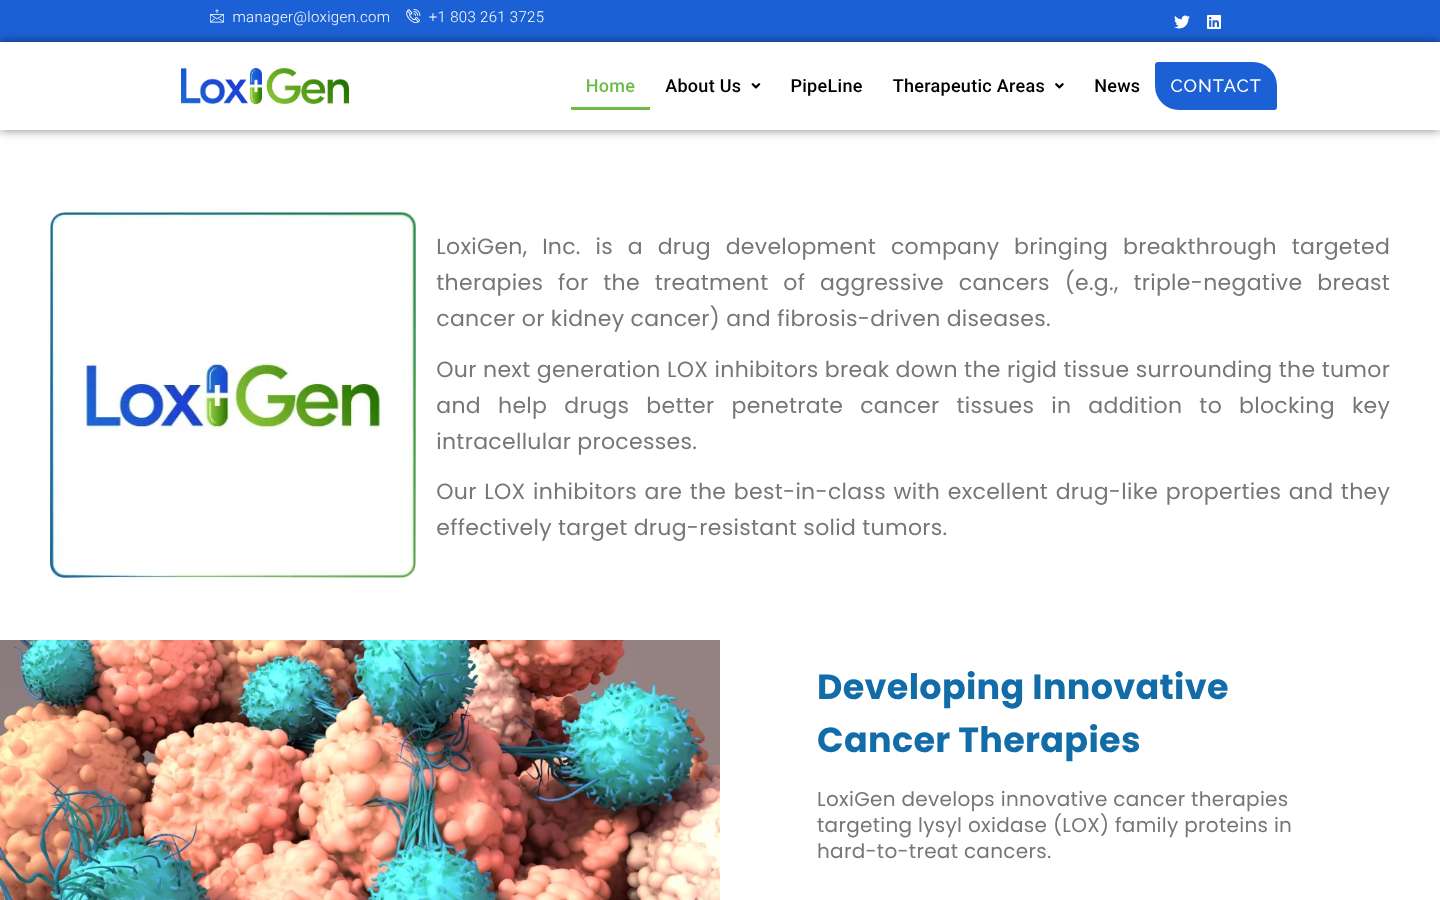 manager@loxigen.com +1 803 261 3725
LoxiGen
Home About Us PipeLine Therapeutic Areas News CONTACT
LoxiGen
LoxiGen, Inc. is a drug development company bringing breakthrough targeted
therapies for the treatment of aggressive cancers (e.g., triple-negative breast
cancer or kidney cancer) and fibrosis-driven diseases.
Our next generation LOX inhibitors break down the rigid tissue surrounding the tumor
and help drugs better penetrate cancer tissues in addition to blocking key
intracellular processes.
Our LOX inhibitors are the best-in-class with excellent drug-like properties and they
effectively target drug-resistant solid tumors.
Developing Innovative
Cancer Therapies
LoxiGen develops innovative cancer therapies
targeting lysyl oxidase (LOX) family proteins in
hard-to-treat cancers.